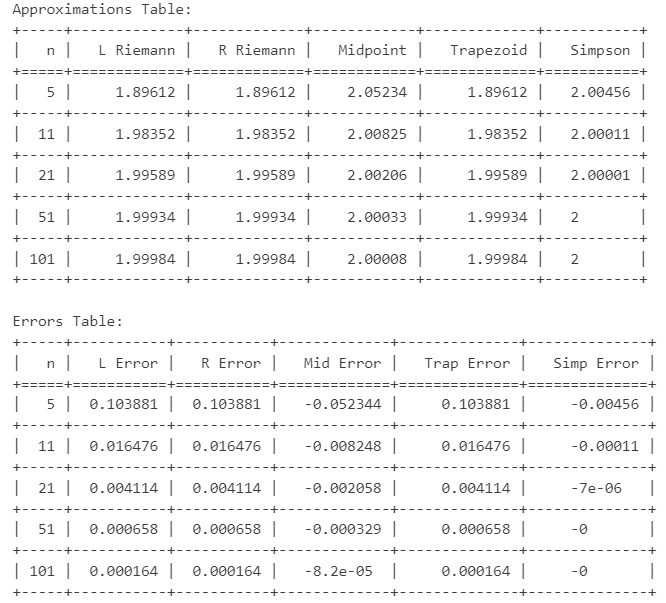 Approximations Table:
+-----+-------------+-------------+------------+-------------+-----------+
|   n |   L Riemann |   R Riemann |   Midpoint |   Trapezoid |   Simpson |
+=====+=============+=============+============+=============+===========+
|   5 |     1.89612 |     1.89612 |    2.05234 |     1.89612 |   2.00456 |
+-----+-------------+-------------+------------+-------------+-----------+
|  11 |     1.98352 |     1.98352 |    2.00825 |     1.98352 |   2.00011 |
+-----+-------------+-------------+------------+-------------+-----------+
|  21 |     1.99589 |     1.99589 |    2.00206 |     1.99589 |   2.00001 |
+-----+-------------+-------------+------------+-------------+-----------+
|  51 |     1.99934 |     1.99934 |    2.00033 |     1.99934 |   2       |
+-----+-------------+-------------+------------+-------------+-----------+
| 101 |     1.99984 |     1.99984 |    2.00008 |     1.99984 |   2       |
+-----+-------------+-------------+------------+-------------+-----------+
Errors Table:
+-----+-----------+-----------+-------------+--------------+--------------+
|   n |   L Error |   R Error |   Mid Error |   Trap Error |   Simp Error |
+=====+===========+===========+=============+==============+==============+
|   5 |  0.103881 |  0.103881 |   -0.052344 |     0.103881 |     -0.00456 |
+-----+-----------+-----------+-------------+--------------+--------------+
|  11 |  0.016476 |  0.016476 |   -0.008248 |     0.016476 |     -0.00011 |
+-----+-----------+-----------+-------------+--------------+--------------+
|  21 |  0.004114 |  0.004114 |   -0.002058 |     0.004114 |     -7e-06   |
+-----+-----------+-----------+-------------+--------------+--------------+
|  51 |  0.000658 |  0.000658 |   -0.000329 |     0.000658 |     -0       |
+-----+-----------+-----------+-------------+--------------+--------------+
| 101 |  0.000164 |  0.000164 |   -8.2e-05  |     0.000164 |     -0       |
+-----+-----------+-----------+-------------+--------------+--------------+